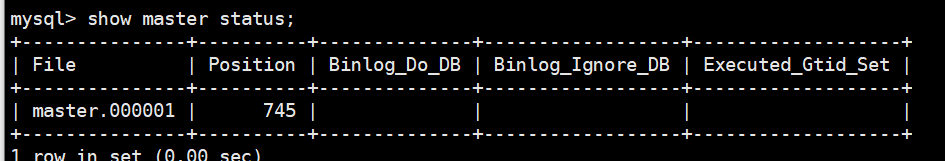 mysql> show master status;
+---------------+----------+--------------+------------------+-------------------+
| File          | Position | Binlog_Do_DB | Binlog_Ignore_DB | Executed_Gtid_Set |
+---------------+----------+--------------+------------------+-------------------+
| master.000001 |      745 |              |                  |                   |
+---------------+----------+--------------+------------------+-------------------+
1 row in set (0.00 sec)